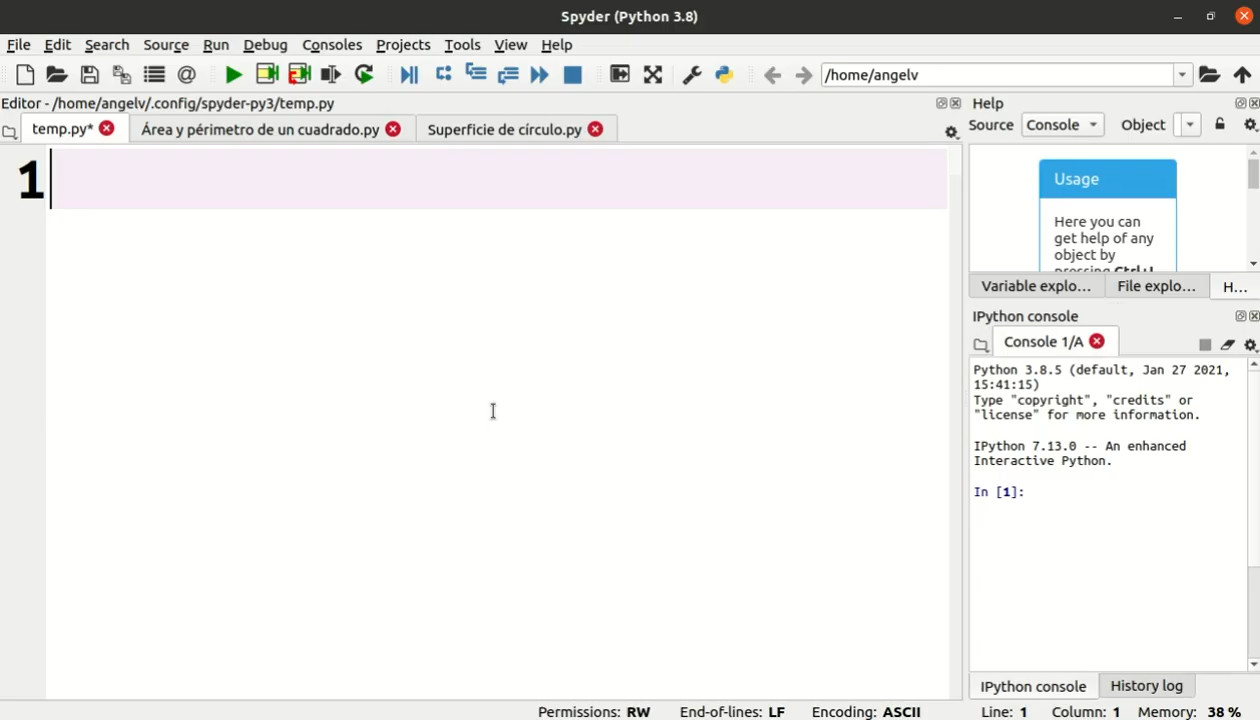 Spyder (Python 3.8)
File Edit Search Source Run Debug Consoles Projects Tools View Help
/home/angelv
Editor - /home/angelv/.config/spyder-py3/temp.py
temp.py* Área y périmetro de un cuadrado.py Superficie de círculo.py
1
Help
Source Console Object
Usage
Here you can
get help of any
object by
pressing Ctrl+I
Variable explo... File explo... H...
IPython console
Console 1/A
Python 3.8.5 (default, Jan 27 2021,
15:41:15)
Type "copyright", "credits" or
"license" for more information.
IPython 7.13.0 -- An enhanced
Interactive Python.
In [1]:
IPython console History log
Permissions: RW End-of-lines: LF Encoding: ASCII Line: 1 Column: 1 Memory: 38 %